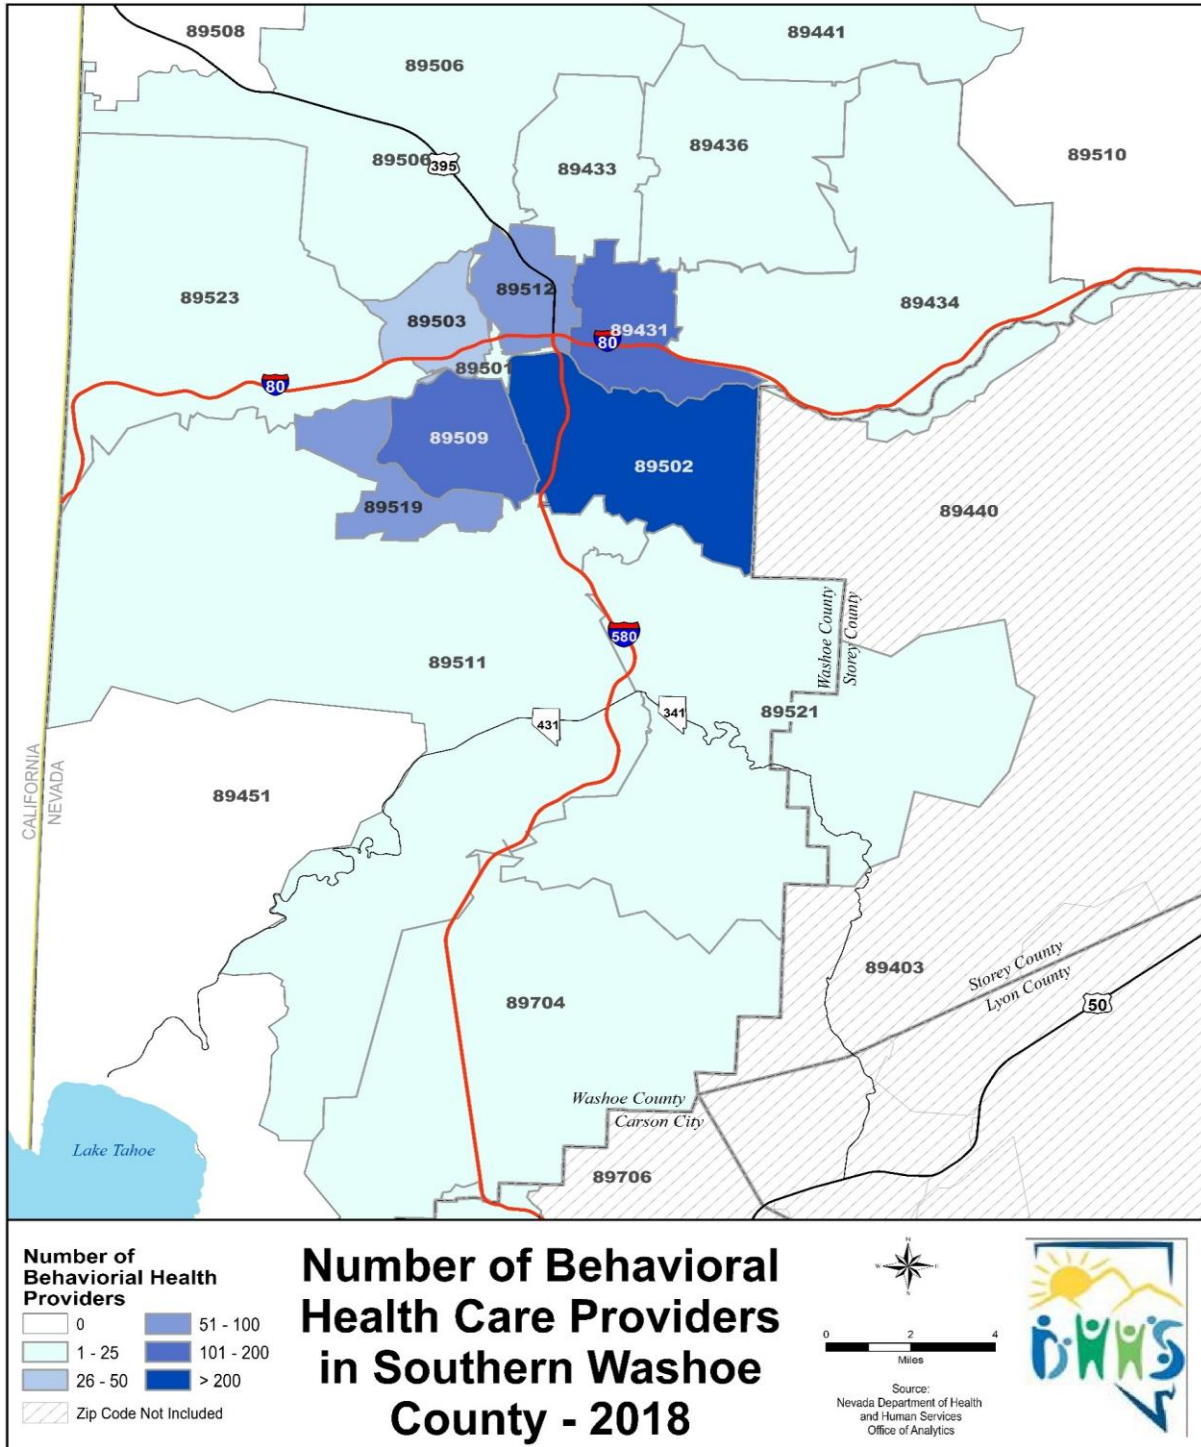 89508
89441
89506
89506
395
89433
89436
89510
89523
89503
89512
89431
80
89434
89501
80
89509
89502
89519
89440
580
Washoe County
Storey County
89511
431
341
89521
CALIFORNIA
NEVADA
89451
89403
Storey County
Lyon County
89704
50
Washoe County
Carson City
Lake Tahoe
89706
Number of
Behaviorial Health
Providers
0
51 - 100
1 - 25
101 - 200
26 - 50
> 200
Zip Code Not Included
Number of Behavioral
Health Care Providers
in Southern Washoe
County - 2018
N
W
E
S
0 2 4
Miles
Source:
Nevada Department of Health
and Human Services
Office of Analytics
DHHS